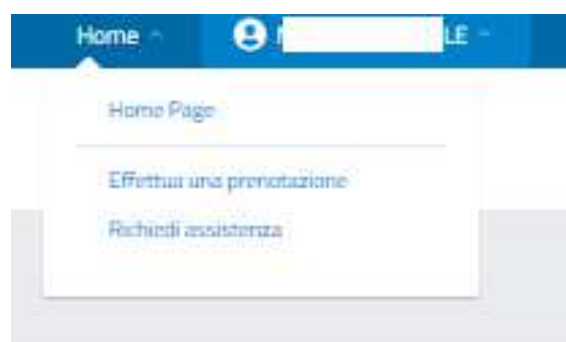 Home
LE
Home Page
Effettua una prenotazione
Richiedi assistenza